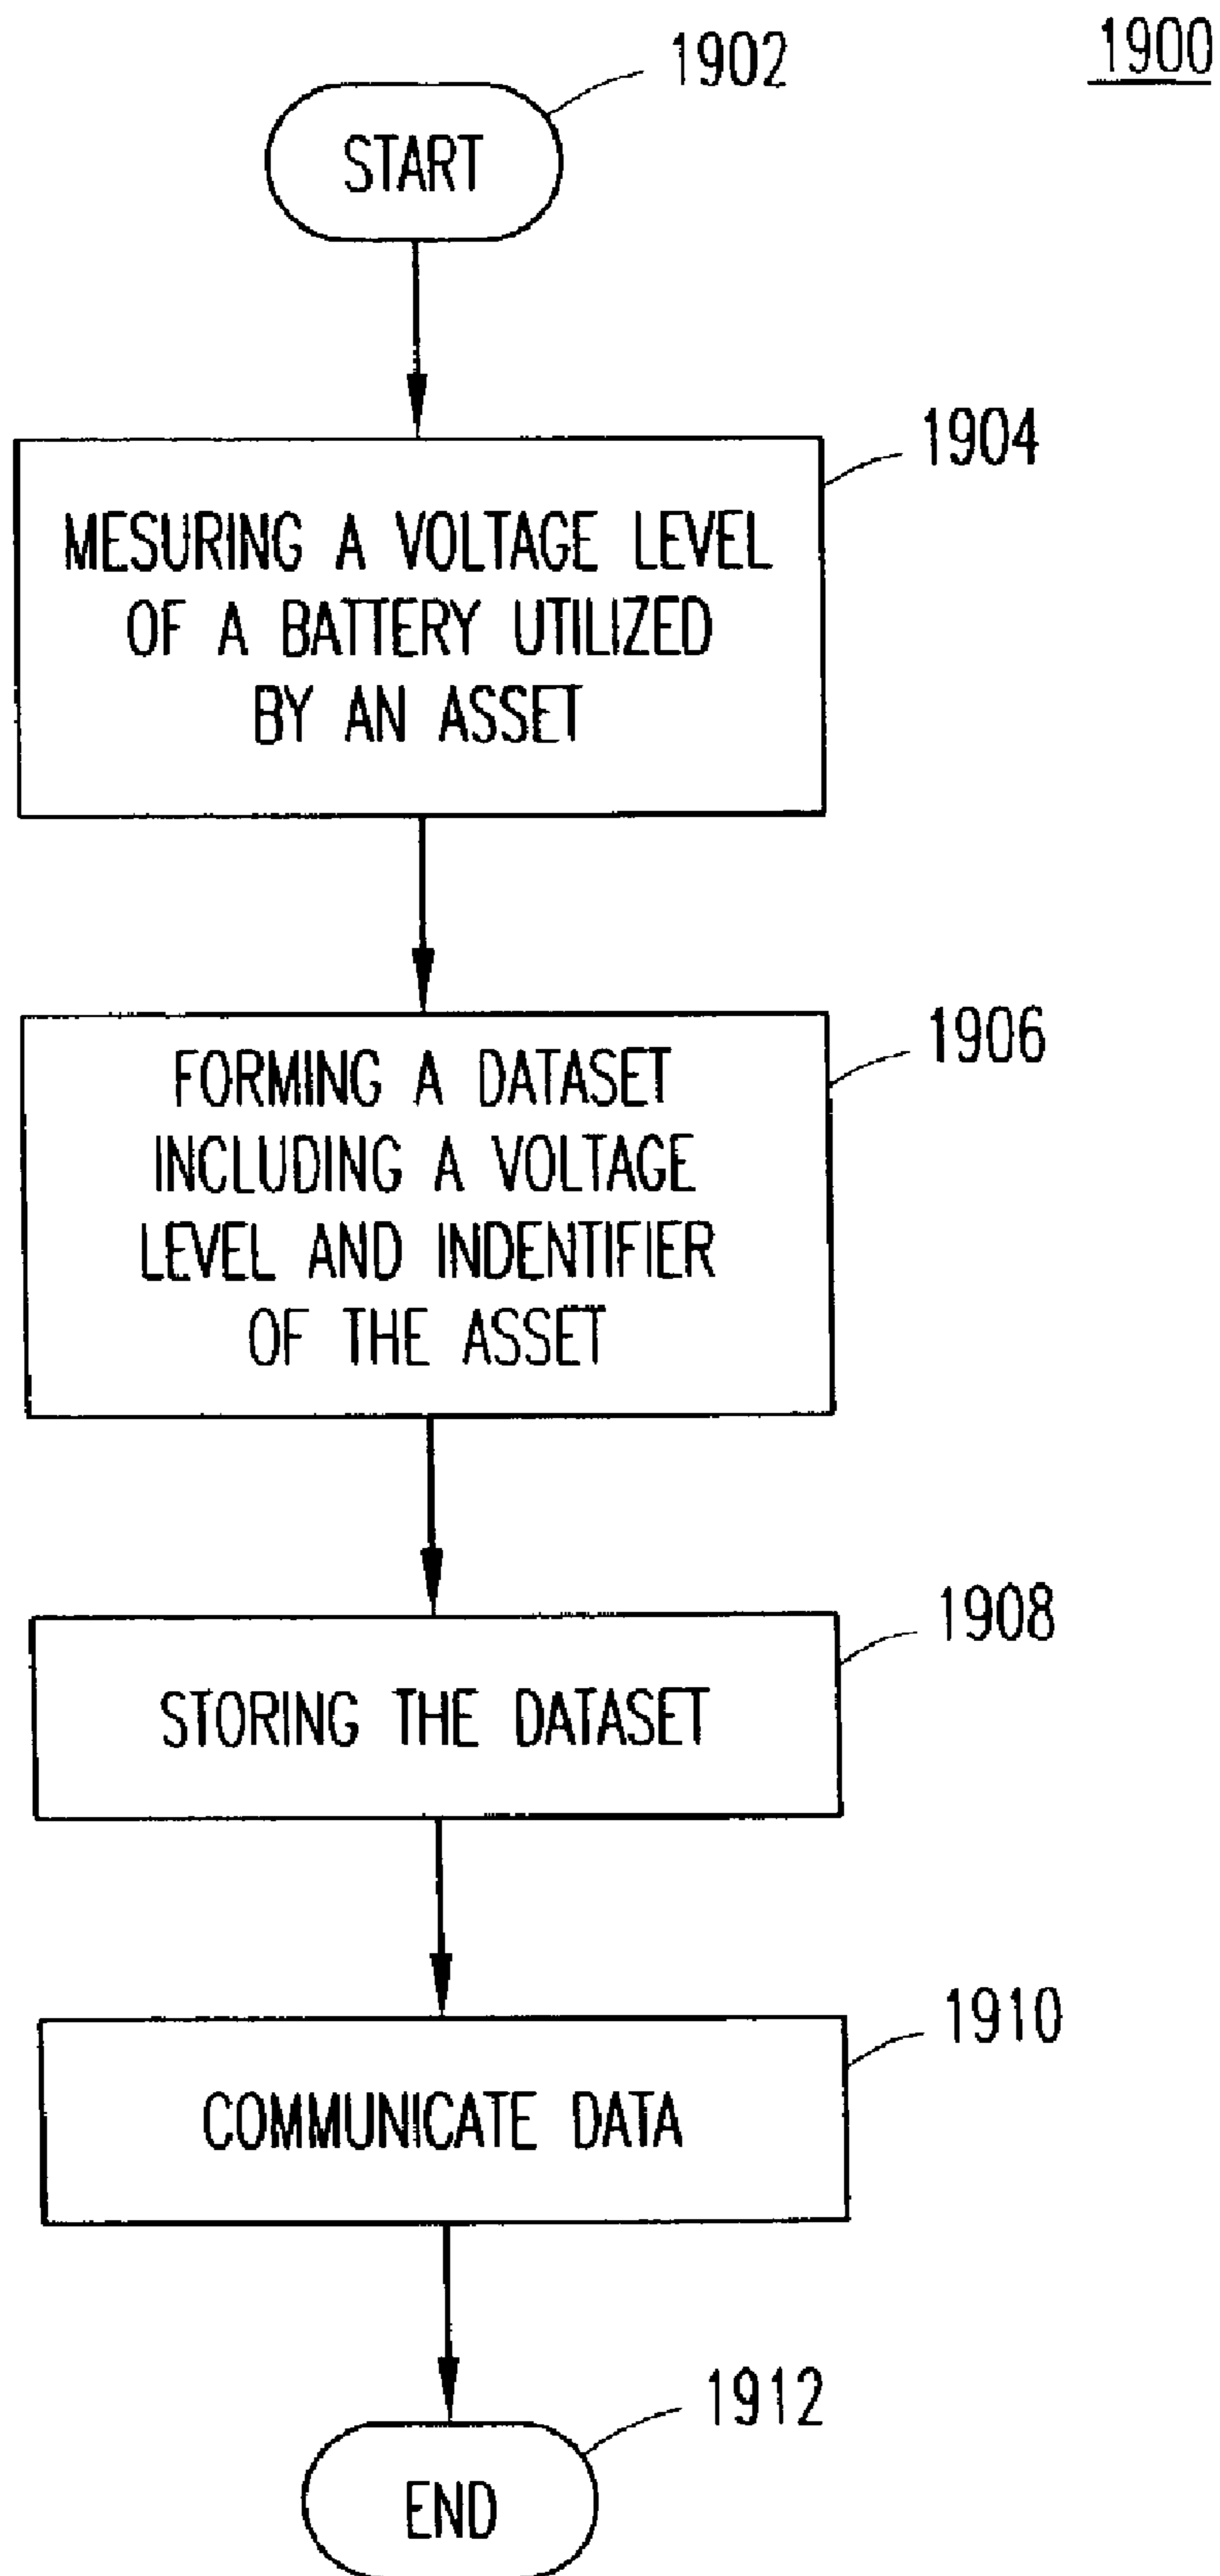 1900
1902
START
1904
MESURING A VOLTAGE LEVEL
OF A BATTERY UTILIZED
BY AN ASSET
1906
FORMING A DATASET
INCLUDING A VOLTAGE
LEVEL AND INDENTIFIER
OF THE ASSET
1908
STORING THE DATASET
1910
COMMUNICATE DATA
1912
END